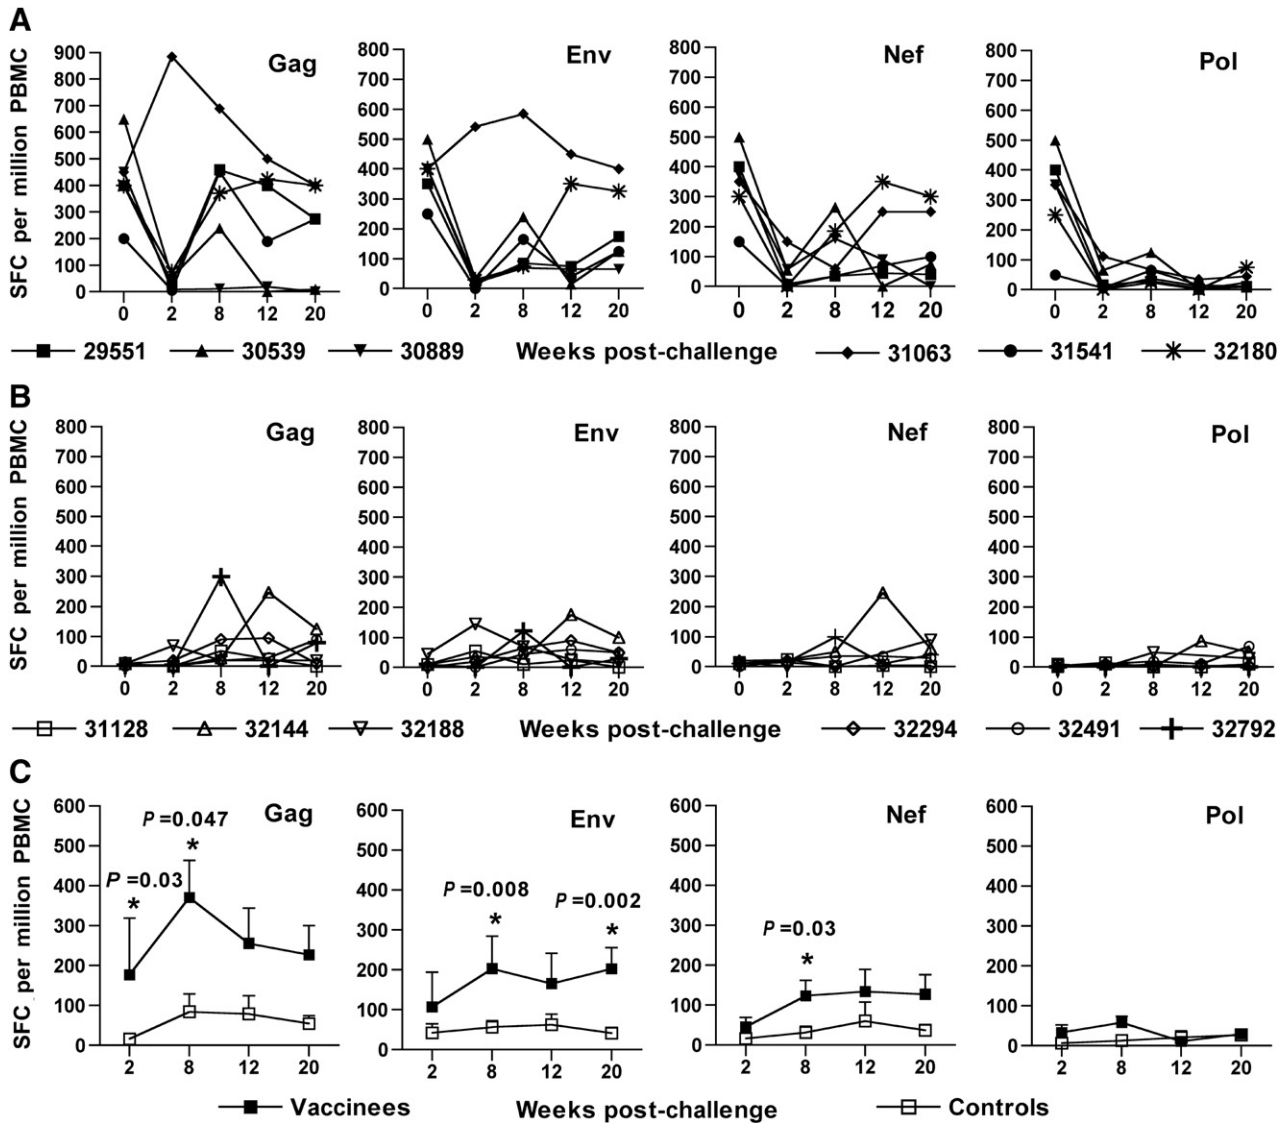 A
SFC per million PBMC
Gag
900
800
700
600
500
400
300
200
100
0
0 2 8 12 20
Env
800
700
600
500
400
300
200
100
0
0 2 8 12 20
Nef
800
700
600
500
400
300
200
100
0
0 2 8 12 20
Pol
800
700
600
500
400
300
200
100
0
0 2 8 12 20
29551 30539 30889 Weeks post-challenge 31063 31541 32180
B
SFC per million PBMC
Gag
800
700
600
500
400
300
200
100
0
0 2 8 12 20
Env
800
700
600
500
400
300
200
100
0
0 2 8 12 20
Nef
800
700
600
500
400
300
200
100
0
0 2 8 12 20
Pol
800
700
600
500
400
300
200
100
0
0 2 8 12 20
31128 32144 32188 Weeks post-challenge 32294 32491 32792
C
SFC per million PBMC
Gag
600
500
400
300
200
100
0
P=0.047
*
P=0.03
*
2 8 12 20
Env
600
500
400
300
200
100
0
P=0.008
*
P=0.002
*
2 8 12 20
Nef
600
500
400
300
200
100
0
P=0.03
*
2 8 12 20
Pol
600
500
400
300
200
100
0
2 8 12 20
Vaccinees Weeks post-challenge Controls